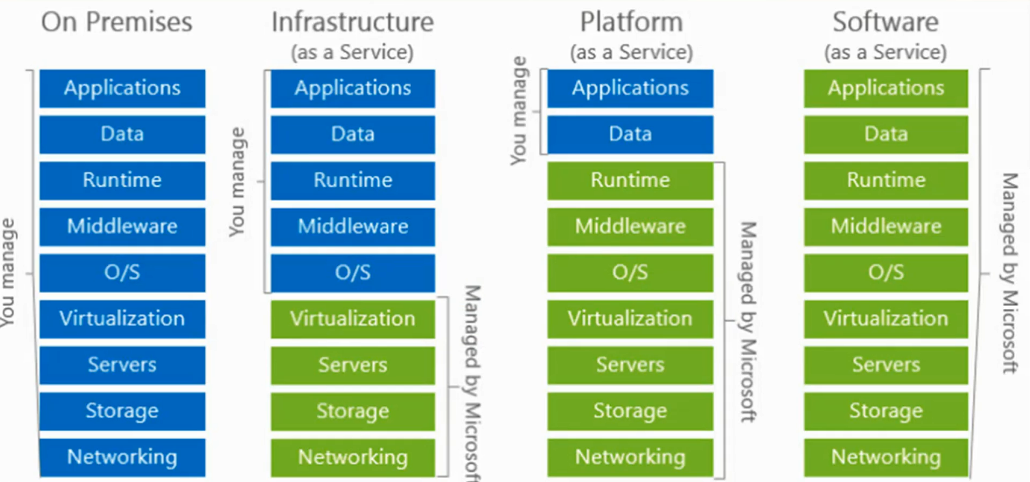 On Premises
Infrastructure
(as a Service)
Platform
(as a Service)
Software
(as a Service)
You manage
Applications
Data
Runtime
Middleware
O/S
Virtualization
Servers
Storage
Networking
You manage
Applications
Data
Runtime
Middleware
O/S
Virtualization
Servers
Storage
Networking
Managed by Microsoft
You manage
Applications
Data
Runtime
Middleware
O/S
Virtualization
Servers
Storage
Networking
Managed by Microsoft
Applications
Data
Runtime
Middleware
O/S
Virtualization
Servers
Storage
Networking
Managed by Microsoft